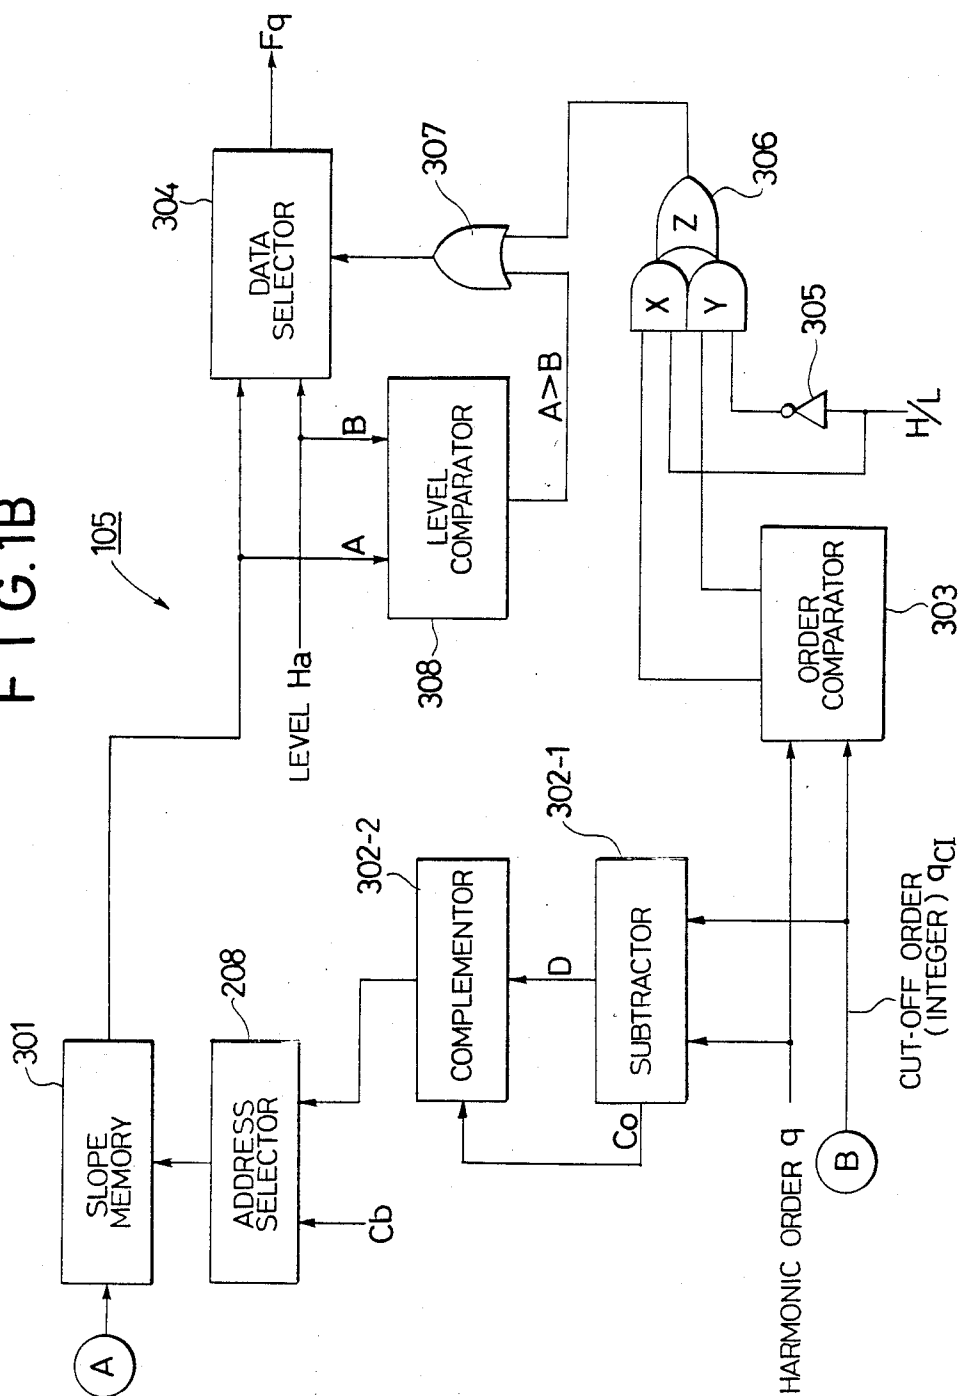 FIG. 1B
105
A
SLOPE
MEMORY
301
ADDRESS
SELECTOR
208
Cb
COMPLEMENTOR
302-2
D
SUBTRACTOR
302-1
Co
HARMONIC ORDER q
B
CUT-OFF ORDER
(INTEGER) qCI
ORDER
COMPARATOR
303
LEVEL Ha
A
B
LEVEL
COMPARATOR
308
A>B
DATA
SELECTOR
304
Fq
307
X
Y
Z
306
305
H/L